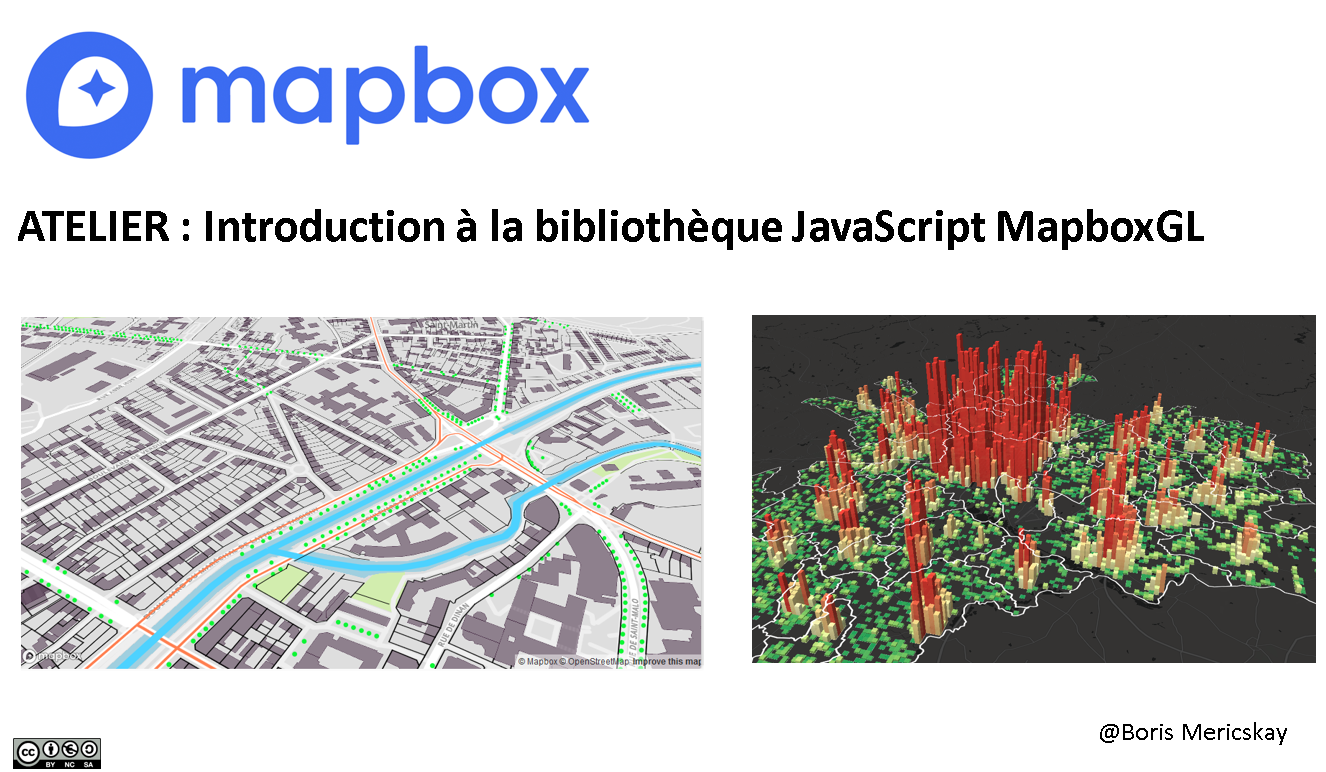 mapbox
ATELIER : Introduction à la bibliothèque JavaScript MapboxGL
Saint-Martin
RUE DE DINAN
DE SAINT-MALO
mapbox
© Mapbox © OpenStreetMap Improve this map
@Boris Mericskay
cc
BY NC SA